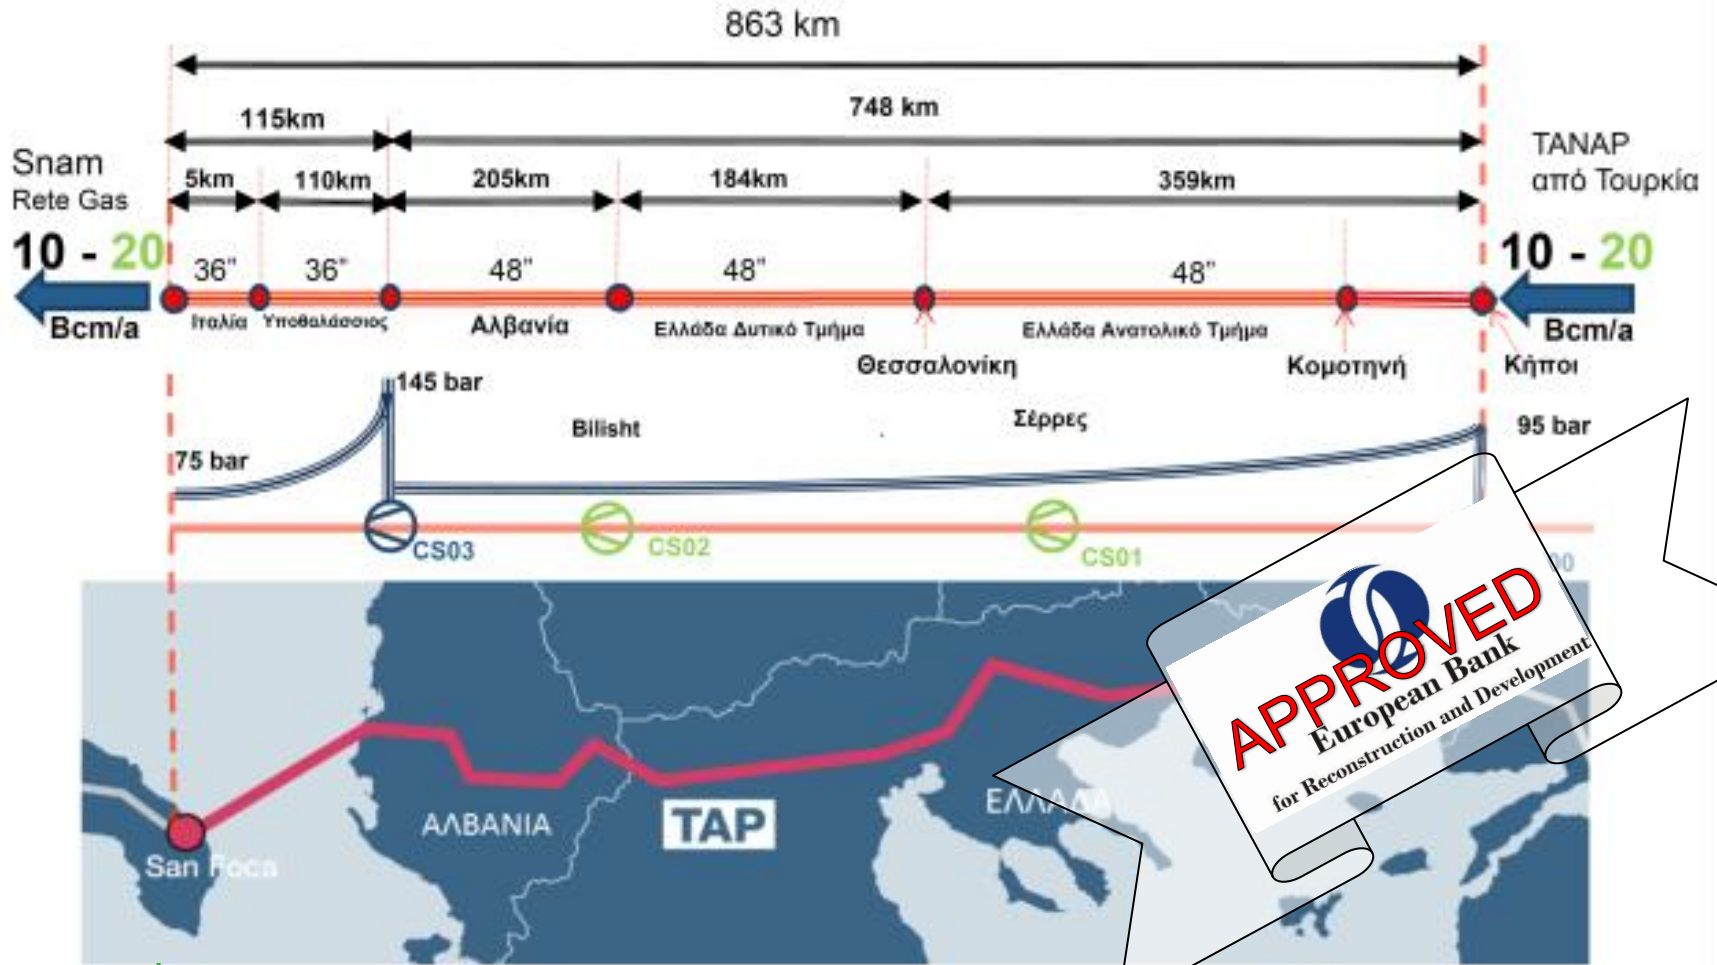 863 km
115km
748 km
Snam
Rete Gas
5km
110km
205km
184km
359km
TANAP
από Τουρκία
10 - 20
36"
36"
48"
48"
48"
10 - 20
Bcm/a
Ιταλία
Υποθαλάσσιος
Αλβανία
Ελλάδα Δυτικό Τμήμα
Ελλάδα Ανατολικό Τμήμα
Bcm/a
Θεσσαλονίκη
Κομοτηνή
Κήποι
145 bar
Bilisht
Σέρρες
95 bar
75 bar
CS03
CS02
CS01
00
APPROVED
European Bank
for Reconstruction and Development
ΑΛΒΑΝΙΑ
TAP
ΕΛΛΑΔΑ
San Foca